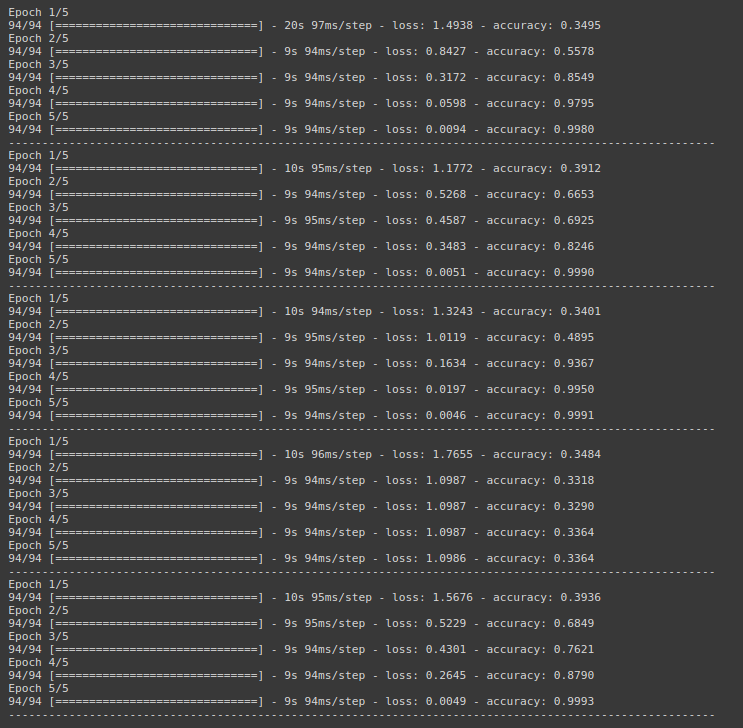 Epoch 1/5
94/94 [==============================] - 20s 97ms/step - loss: 1.4938 - accuracy: 0.3495
Epoch 2/5
94/94 [==============================] - 9s 94ms/step - loss: 0.8427 - accuracy: 0.5578
Epoch 3/5
94/94 [==============================] - 9s 94ms/step - loss: 0.3172 - accuracy: 0.8549
Epoch 4/5
94/94 [==============================] - 9s 94ms/step - loss: 0.0598 - accuracy: 0.9795
Epoch 5/5
94/94 [==============================] - 9s 94ms/step - loss: 0.0094 - accuracy: 0.9980
---------------------------------------------------------------------------------------------------------
Epoch 1/5
94/94 [==============================] - 10s 95ms/step - loss: 1.1772 - accuracy: 0.3912
Epoch 2/5
94/94 [==============================] - 9s 94ms/step - loss: 0.5268 - accuracy: 0.6653
Epoch 3/5
94/94 [==============================] - 9s 95ms/step - loss: 0.4587 - accuracy: 0.6925
Epoch 4/5
94/94 [==============================] - 9s 94ms/step - loss: 0.3483 - accuracy: 0.8246
Epoch 5/5
94/94 [==============================] - 9s 94ms/step - loss: 0.0051 - accuracy: 0.9990
---------------------------------------------------------------------------------------------------------
Epoch 1/5
94/94 [==============================] - 10s 94ms/step - loss: 1.3243 - accuracy: 0.3401
Epoch 2/5
94/94 [==============================] - 9s 95ms/step - loss: 1.0119 - accuracy: 0.4895
Epoch 3/5
94/94 [==============================] - 9s 94ms/step - loss: 0.1634 - accuracy: 0.9367
Epoch 4/5
94/94 [==============================] - 9s 95ms/step - loss: 0.0197 - accuracy: 0.9950
Epoch 5/5
94/94 [==============================] - 9s 94ms/step - loss: 0.0046 - accuracy: 0.9991
---------------------------------------------------------------------------------------------------------
Epoch 1/5
94/94 [==============================] - 10s 96ms/step - loss: 1.7655 - accuracy: 0.3484
Epoch 2/5
94/94 [==============================] - 9s 94ms/step - loss: 1.0987 - accuracy: 0.3318
Epoch 3/5
94/94 [==============================] - 9s 94ms/step - loss: 1.0987 - accuracy: 0.3290
Epoch 4/5
94/94 [==============================] - 9s 94ms/step - loss: 1.0987 - accuracy: 0.3364
Epoch 5/5
94/94 [==============================] - 9s 94ms/step - loss: 1.0986 - accuracy: 0.3364
---------------------------------------------------------------------------------------------------------
Epoch 1/5
94/94 [==============================] - 10s 95ms/step - loss: 1.5676 - accuracy: 0.3936
Epoch 2/5
94/94 [==============================] - 9s 95ms/step - loss: 0.5229 - accuracy: 0.6849
Epoch 3/5
94/94 [==============================] - 9s 94ms/step - loss: 0.4301 - accuracy: 0.7621
Epoch 4/5
94/94 [==============================] - 9s 94ms/step - loss: 0.2645 - accuracy: 0.8790
Epoch 5/5
94/94 [==============================] - 9s 94ms/step - loss: 0.0049 - accuracy: 0.9993
---------------------------------------------------------------------------------------------------------